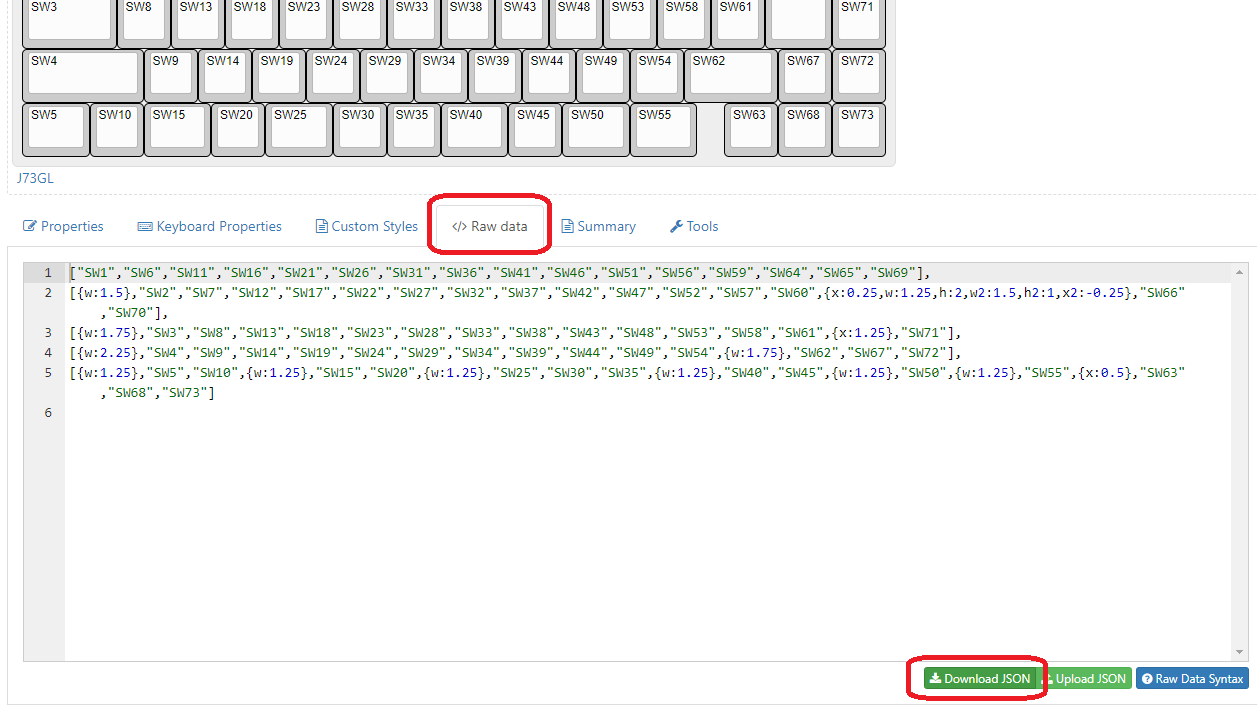 SW3 SW8 SW13 SW18 SW23 SW28 SW33 SW38 SW43 SW48 SW53 SW58 SW61 SW71
SW4 SW9 SW14 SW19 SW24 SW29 SW34 SW39 SW44 SW49 SW54 SW62 SW67 SW72
SW5 SW10 SW15 SW20 SW25 SW30 SW35 SW40 SW45 SW50 SW55 SW63 SW68 SW73
J73GL
Properties Keyboard Properties Custom Styles </> Raw data Summary Tools
1 ["SW1","SW6","SW11","SW16","SW21","SW26","SW31","SW36","SW41","SW46","SW51","SW56","SW59","SW64","SW65","SW69"],
2 [{w:1.5},"SW2","SW7","SW12","SW17","SW22","SW27","SW32","SW37","SW42","SW47","SW52","SW57","SW60",{x:0.25,w:1.25,h:2,w2:1.5,h2:1,x2:-0.25},"SW66"
,"SW70"],
3 [{w:1.75},"SW3","SW8","SW13","SW18","SW23","SW28","SW33","SW38","SW43","SW48","SW53","SW58","SW61",{x:1.25},"SW71"],
4 [{w:2.25},"SW4","SW9","SW14","SW19","SW24","SW29","SW34","SW39","SW44","SW49","SW54",{w:1.75},"SW62","SW67","SW72"],
5 [{w:1.25},"SW5","SW10",{w:1.25},"SW15","SW20",{w:1.25},"SW25","SW30","SW35",{w:1.25},"SW40","SW45",{w:1.25},"SW50",{w:1.25},"SW55",{x:0.5},"SW63"
,"SW68","SW73"]
6
Download JSON Upload JSON Raw Data Syntax